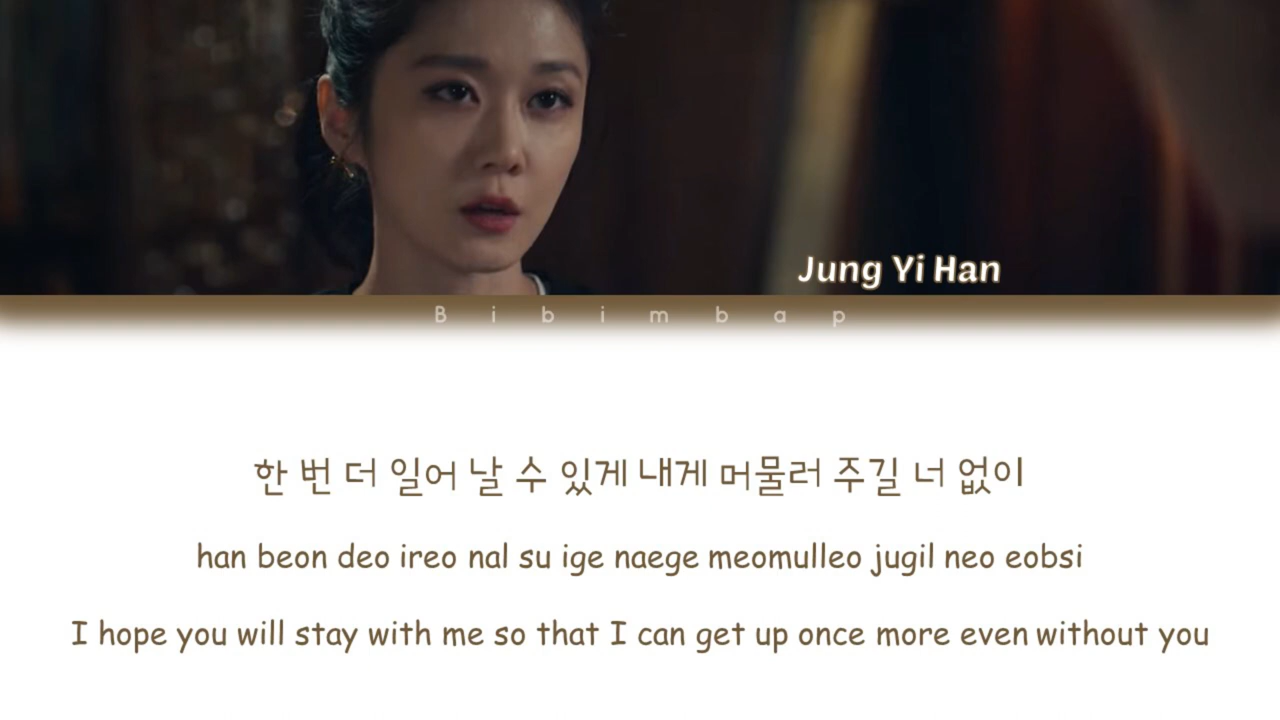 Jung Yi Han
Bibimbap
한 번 더 일어 날 수 있게 내게 머물러 주길 너 없이
han beon deo ireo nal su ige naege meomulleo jugil neo eobsi
I hope you will stay with me so that I can get up once more even without you